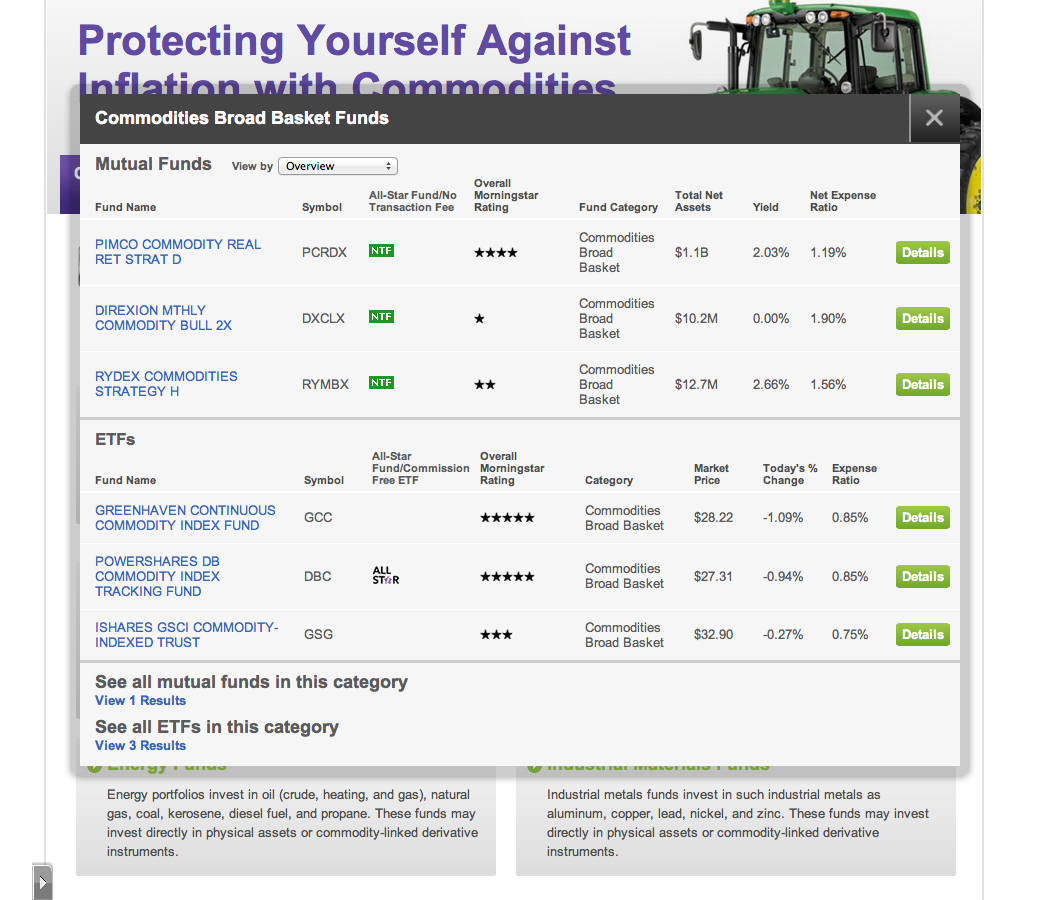 Protecting Yourself Against
Inflation with Commodities
Commodities Broad Basket Funds
Mutual Funds View by Overview
Fund Name Symbol All-Star Fund/No Transaction Fee Overall Morningstar Rating Fund Category Total Net Assets Yield Net Expense Ratio
PIMCO COMMODITY REAL RET STRAT D PCRDX NTF ★★★★ Commodities Broad Basket $1.1B 2.03% 1.19% Details
DIREXION MTHLY COMMODITY BULL 2X DXCLX NTF ★ Commodities Broad Basket $10.2M 0.00% 1.90% Details
RYDEX COMMODITIES STRATEGY H RYMBX NTF ★★ Commodities Broad Basket $12.7M 2.66% 1.56% Details
ETFs
Fund Name Symbol All-Star Fund/Commission Free ETF Overall Morningstar Rating Category Market Price Today's % Change Expense Ratio
GREENHAVEN CONTINUOUS COMMODITY INDEX FUND GCC ★★★★★ Commodities Broad Basket $28.22 -1.09% 0.85% Details
POWERSHARES DB COMMODITY INDEX TRACKING FUND DBC ALL STAR ★★★★★ Commodities Broad Basket $27.31 -0.94% 0.85% Details
ISHARES GSCI COMMODITY-INDEXED TRUST GSG ★★★ Commodities Broad Basket $32.90 -0.27% 0.75% Details
See all mutual funds in this category
View 1 Results
See all ETFs in this category
View 3 Results
Energy Funds
Energy portfolios invest in oil (crude, heating, and gas), natural
gas, coal, kerosene, diesel fuel, and propane. These funds may
invest directly in physical assets or commodity-linked derivative
instruments.
Industrial Materials Funds
Industrial metals funds invest in such industrial metals as
aluminum, copper, lead, nickel, and zinc. These funds may invest
directly in physical assets or commodity-linked derivative
instruments.